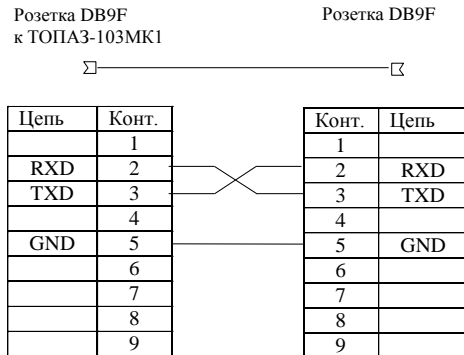 Розетка DB9F
к ТОПАЗ-103МК1
Розетка DB9F
Цепь Конт.
1
RXD 2
TXD 3
4
GND 5
6
7
8
9
Конт. Цепь
1
2 RXD
3 TXD
4
5 GND
6
7
8
9